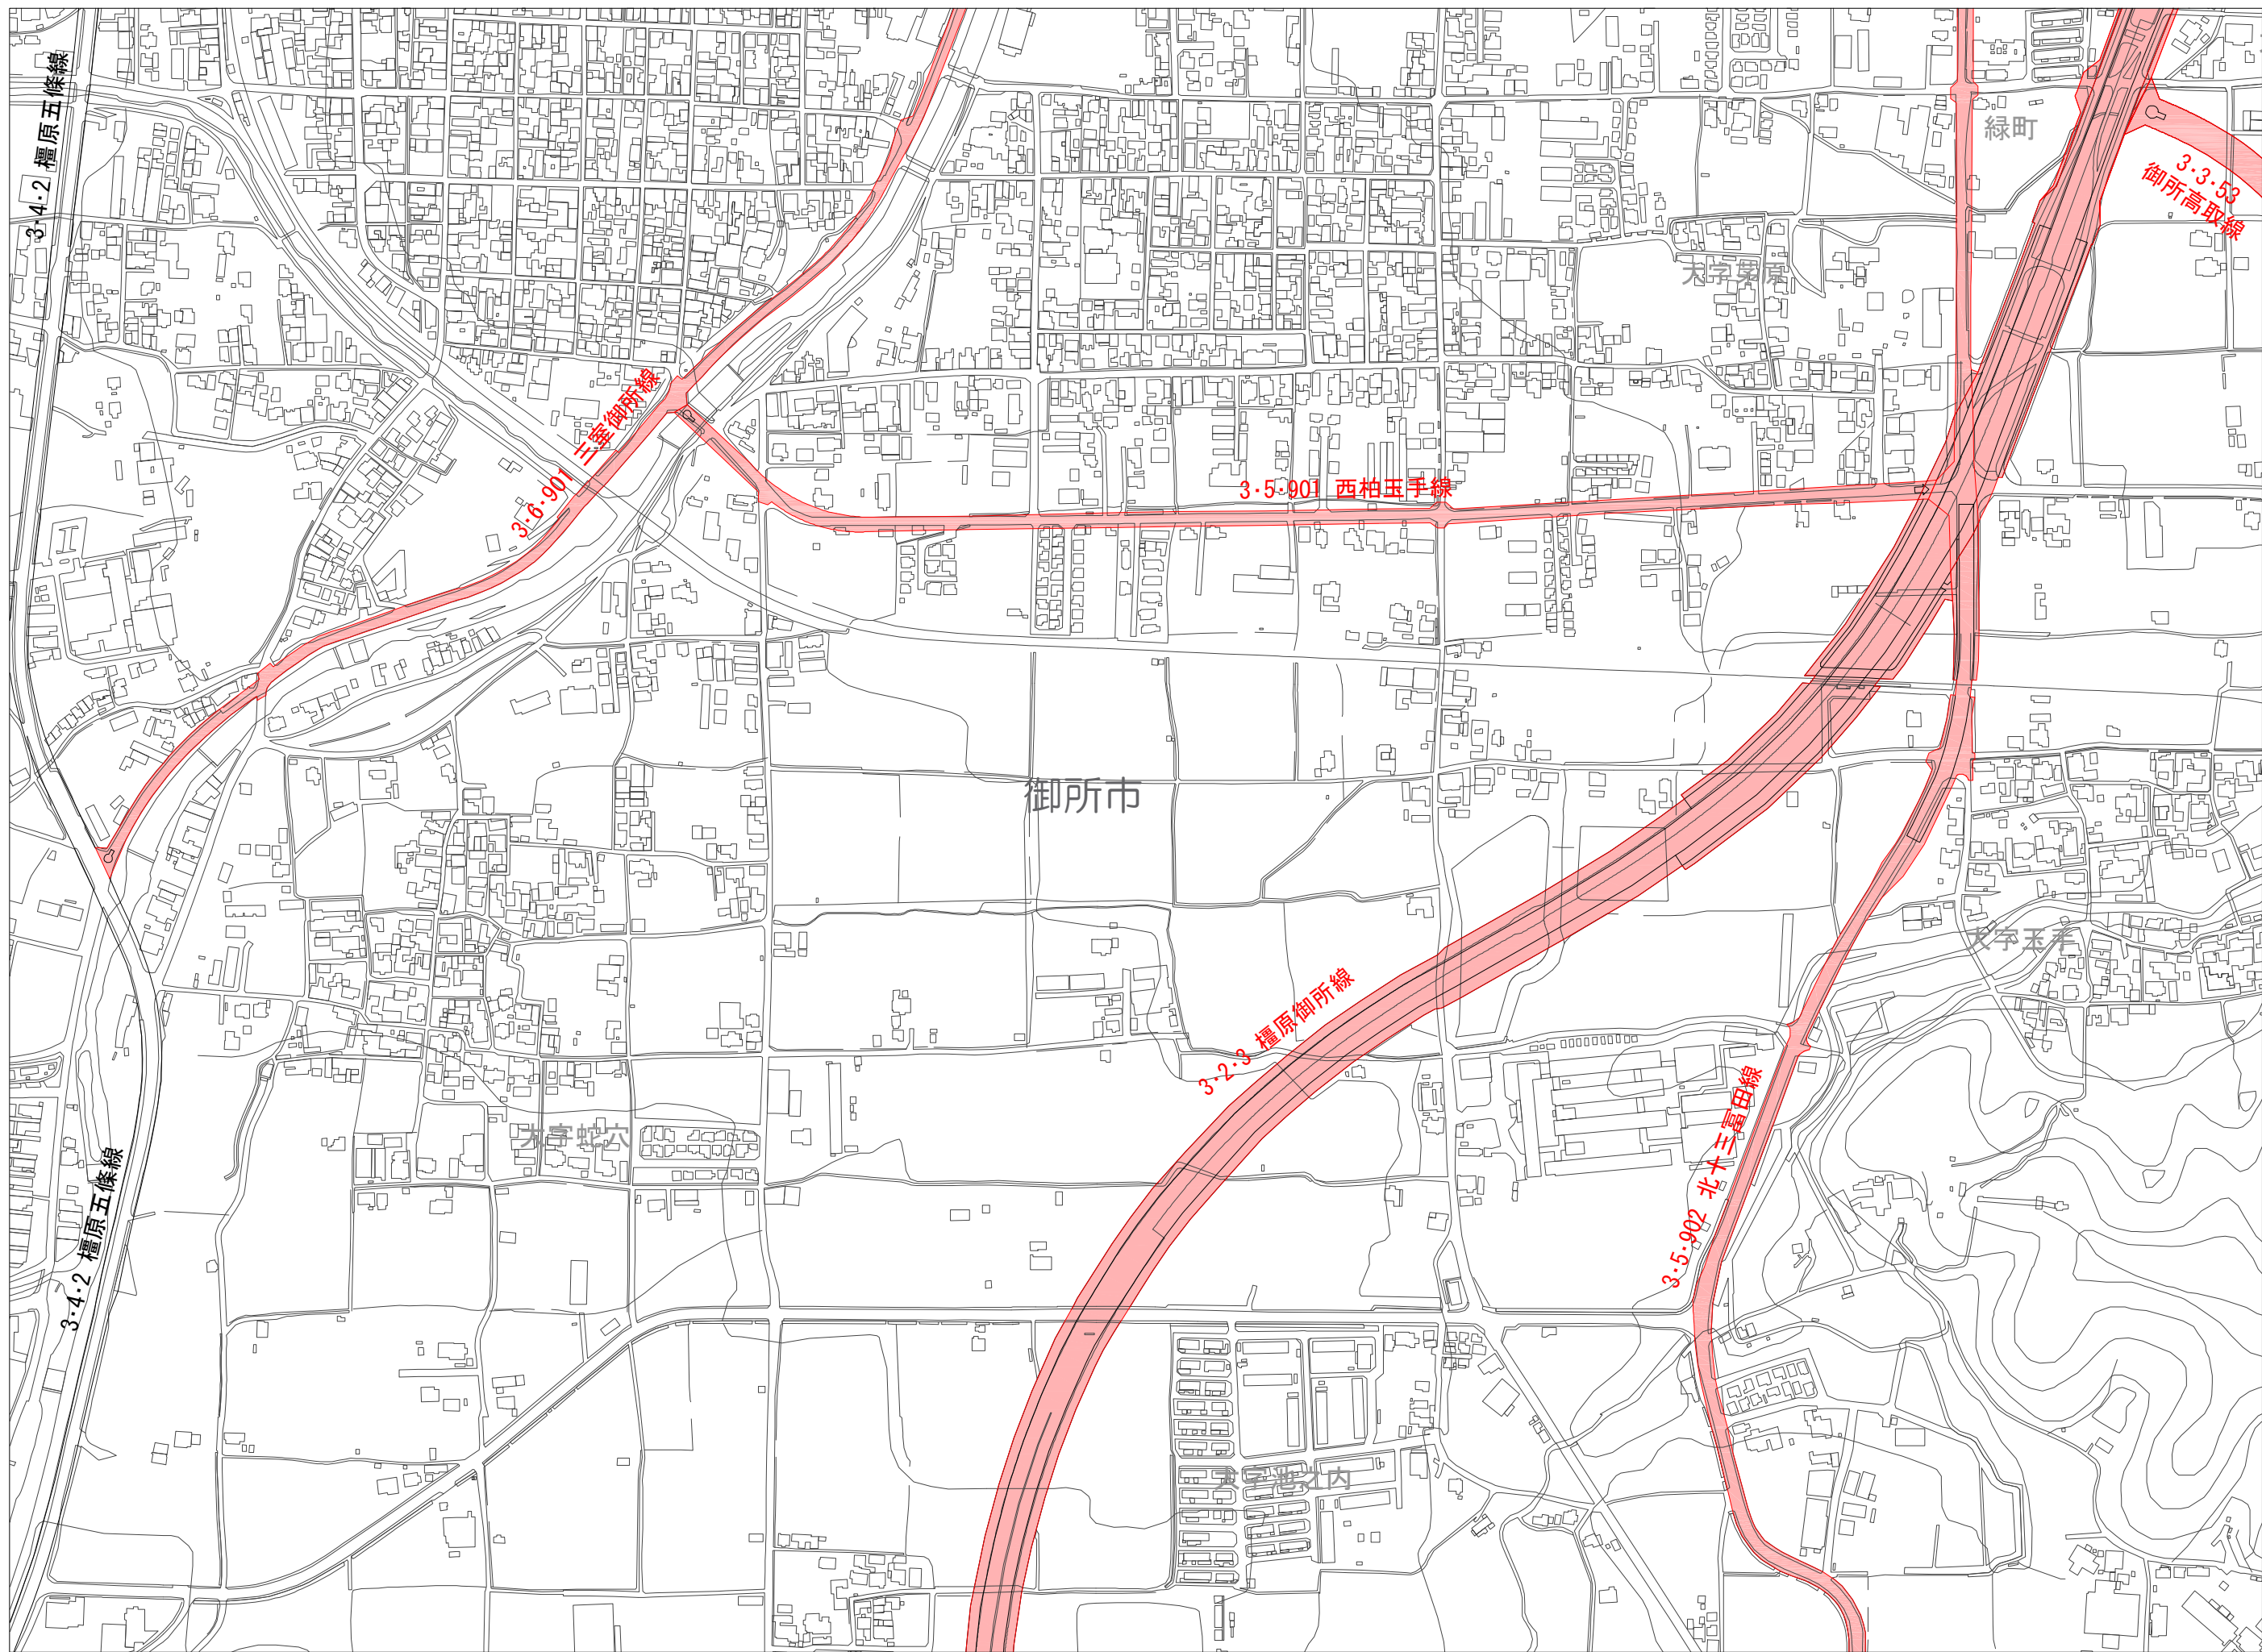 3・4・2 橿原五條線
緑町
3・3・53
御所高取線
大字茅原
3・6・901 三室御所線
3・5・901 西柏玉手線
御所市
大字玉手
3・2・3 橿原御所線
3・5・902 北十三冨田線
大字蛇穴
3・4・2 橿原五條線
大字池之内